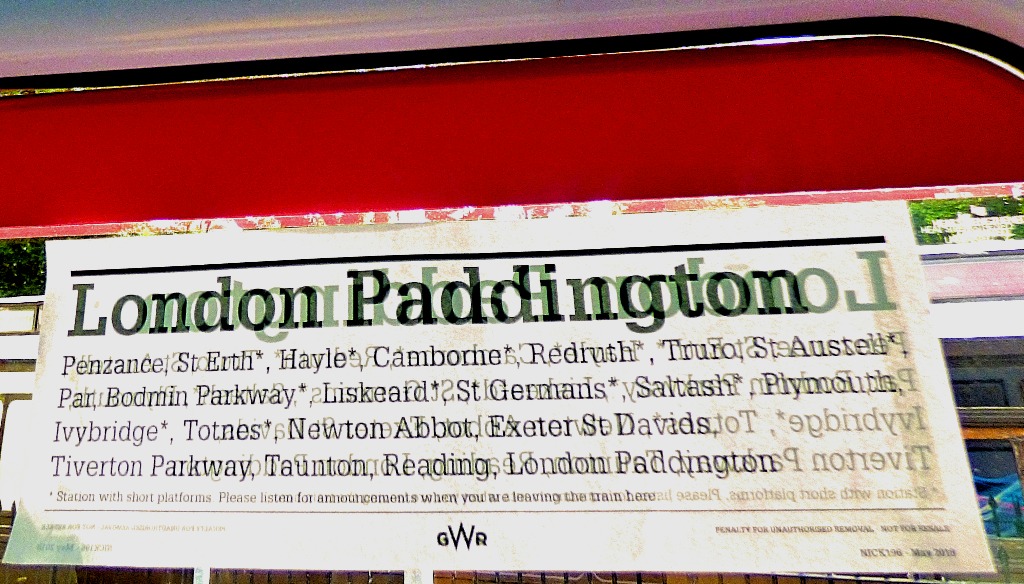 London Paddington
Penzance, St Erth*, Hayle*, Camborne*, Redruth*, Truro, St Austell*,
Par, Bodmin Parkway*, Liskeard*, St Germans*, Saltash*, Plymouth,
Ivybridge*, Totnes*, Newton Abbot, Exeter St Davids,
Tiverton Parkway, Taunton, Reading, London Paddington
* Station with short platforms. Please listen for announcements when you are leaving the train here.
GWR
PENALTY FOR UNAUTHORISED REMOVAL - NOT FOR RESALE
May 2019